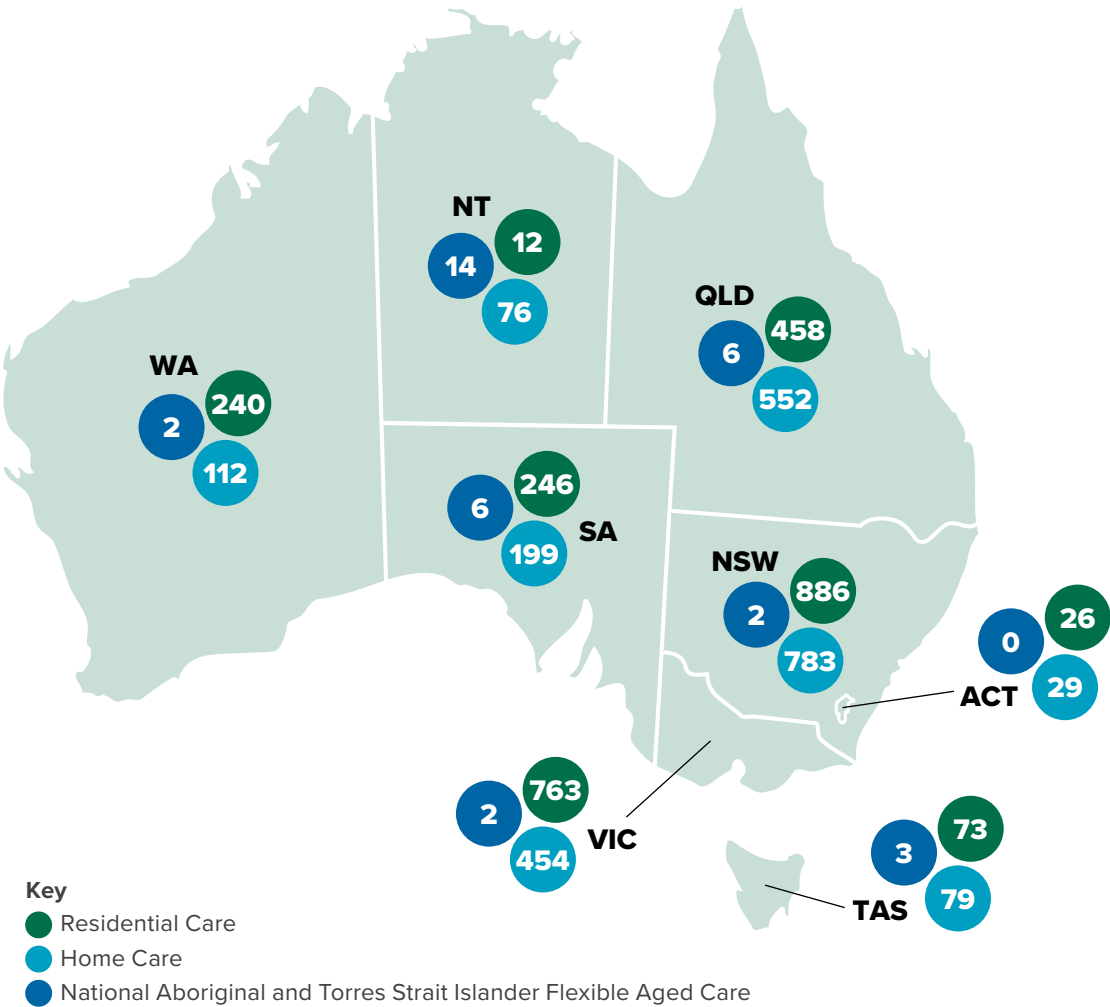 NT
12
14
76
QLD
458
6
552
WA
240
2
112
246
6
SA
199
NSW
886
2
783
26
0
29
ACT
763
2
VIC
454
73
3
79
TAS
Key
Residential Care
Home Care
National Aboriginal and Torres Strait Islander Flexible Aged Care